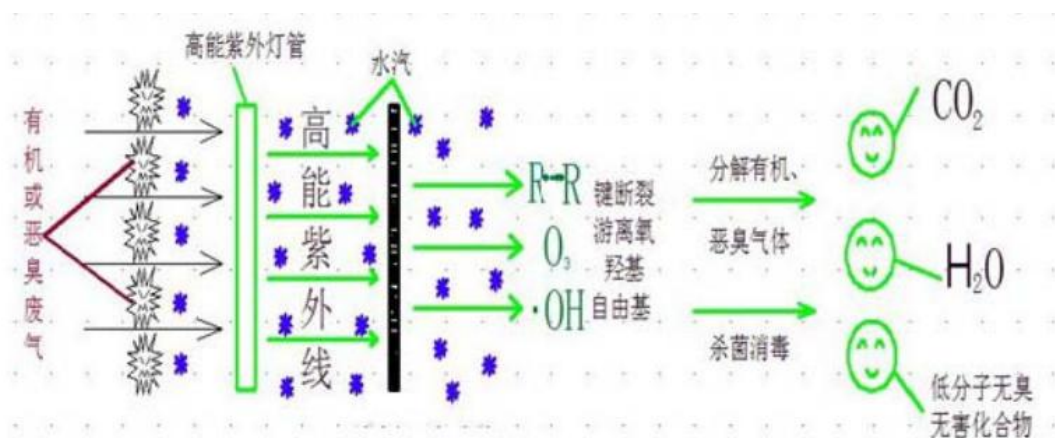 高能紫外灯管
水汽
有机或恶臭废气
高能紫外线
R-R
O₃
·OH
键断裂
游离氧
羟基
自由基
分解有机、
恶臭气体
杀菌消毒
CO₂
H₂O
低分子无臭
无害化合物